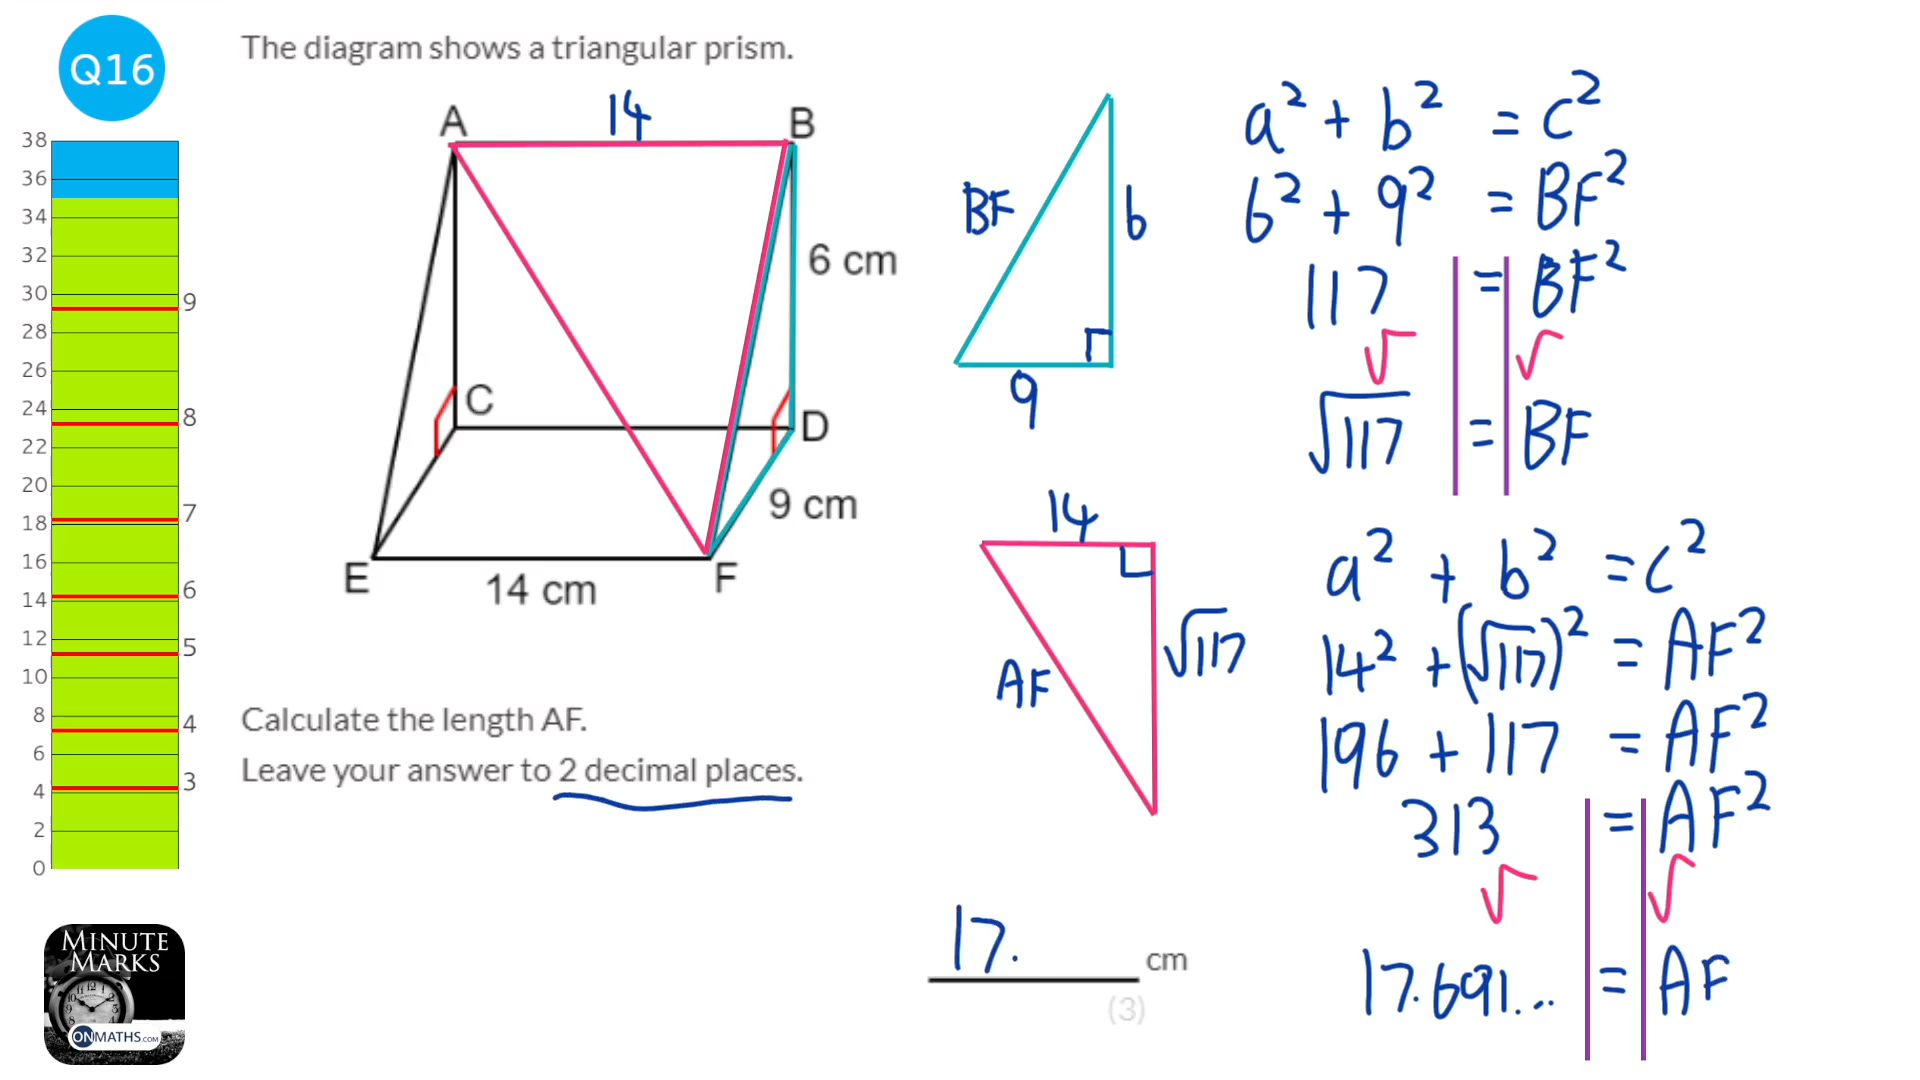 Q16
The diagram shows a triangular prism.
38
36
34
32
30
28
26
24
22
20
18
16
14
12
10
8
6
4
2
0
9
8
7
6
5
4
3
A
14
B
6 cm
C
D
9 cm
E
14 cm
F
Calculate the length AF.
Leave your answer to 2 decimal places.
BF
6
9
14
AF
√117
17.
cm
(3)
a² + b² = c²
6² + 9² = BF²
117 = BF²
√ √
√117 = BF
a² + b² = c²
14² + (√117)² = AF²
196 + 117 = AF²
313 = AF²
√ √
17.691... = AF
MINUTE
MARKS
ONMATHS.COM